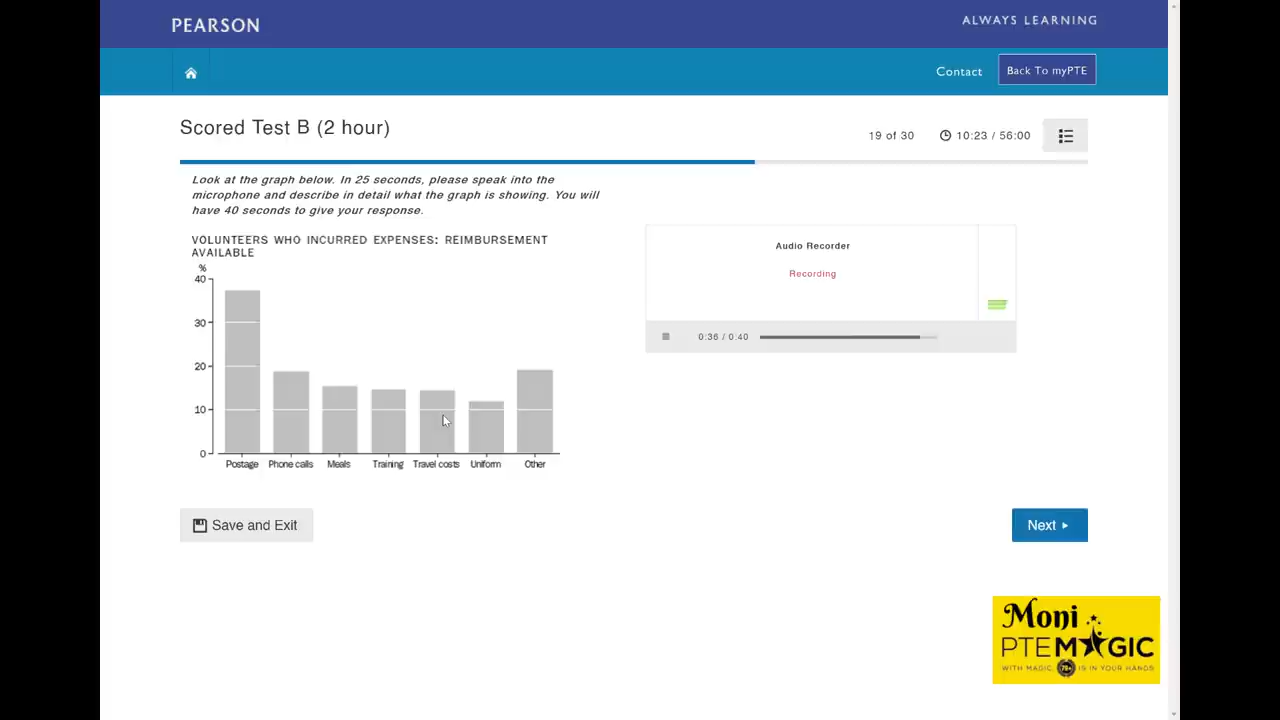 PEARSON
ALWAYS LEARNING
Contact
Back To myPTE
Scored Test B (2 hour)
19 of 30
10:23 / 56:00
Look at the graph below. In 25 seconds, please speak into the
microphone and describe in detail what the graph is showing. You will
have 40 seconds to give your response.
VOLUNTEERS WHO INCURRED EXPENSES: REIMBURSEMENT
AVAILABLE
%
40
30
20
10
0
Postage Phone calls Meals Training Travel costs Uniform Other
Audio Recorder
Recording
0:36 / 0:40
Save and Exit
Next
Moni
PTEMAGIC
WITH MAGIC 79+ IS IN YOUR HANDS